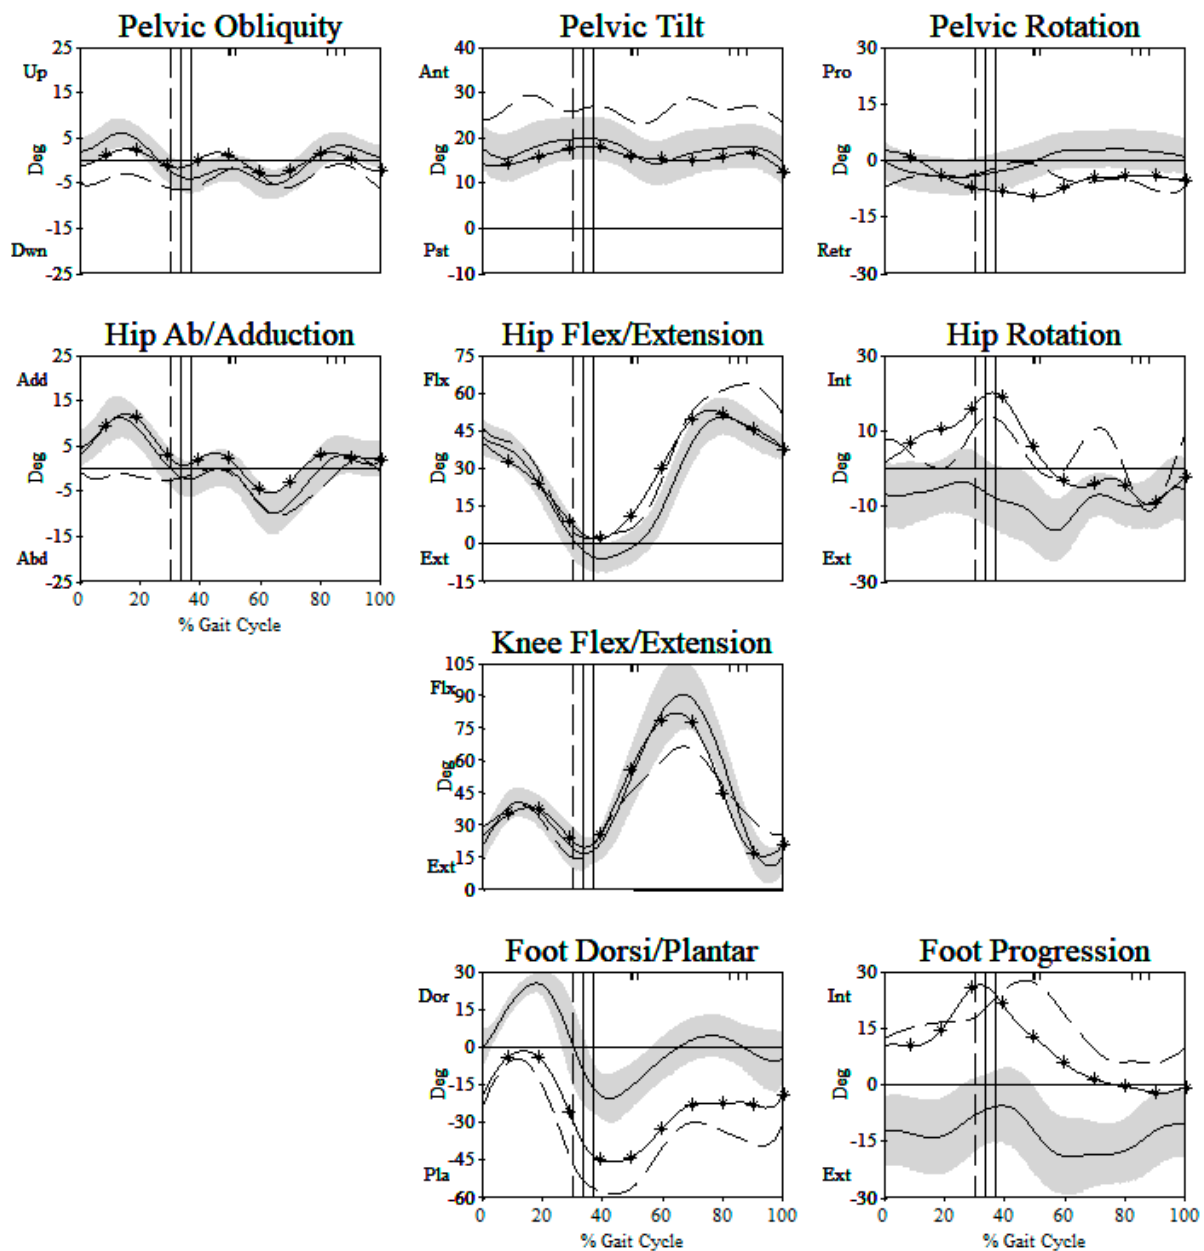 Pelvic Obliquity
25
Up
15
5
Deg
-5
-15
Dwn
-25
Pelvic Tilt
40
Ant
30
20
Deg
10
0
Pst
-10
Pelvic Rotation
30
Pro
15
0
Deg
-15
Retr
-30
Hip Ab/Adduction
25
Add
15
5
Deg
-5
-15
Abd
-25
0 20 40 60 80 100
% Gait Cycle
Hip Flex/Extension
75
Flx
60
45
Deg
30
15
0
Ext
-15
Hip Rotation
30
Int
15
0
Deg
-15
Ext
-30
Knee Flex/Extension
105
Flx
90
75
60
Deg
45
30
15
Ext
0
Foot Dorsi/Plantar
30
Dor
15
0
Deg
-15
-30
-45
Pla
-60
0 20 40 60 80 100
% Gait Cycle
Foot Progression
30
Int
15
0
Deg
-15
Ext
-30
0 20 40 60 80 100
% Gait Cycle